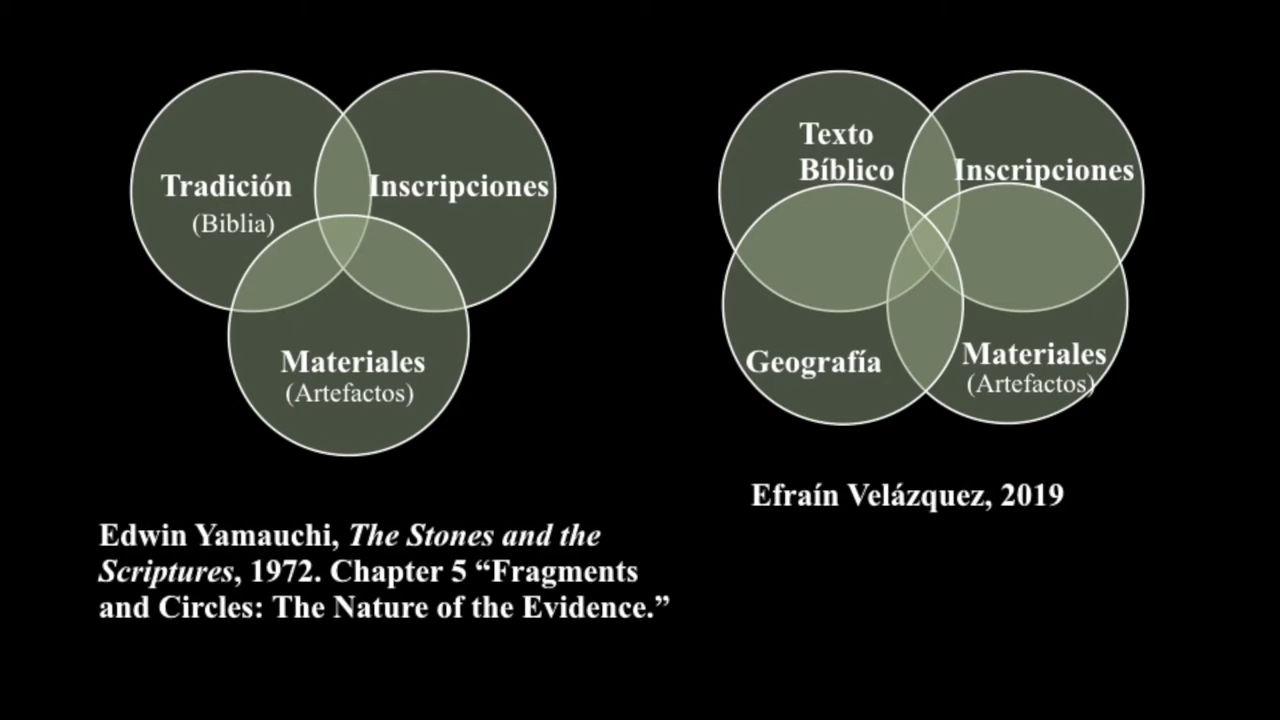 Tradición
(Biblia)
Inscripciones
Materiales
(Artefactos)
Edwin Yamauchi, The Stones and the
Scriptures, 1972. Chapter 5 “Fragments
and Circles: The Nature of the Evidence.”
Texto
Bíblico
Inscripciones
Geografía
Materiales
(Artefactos)
Efraín Velázquez, 2019